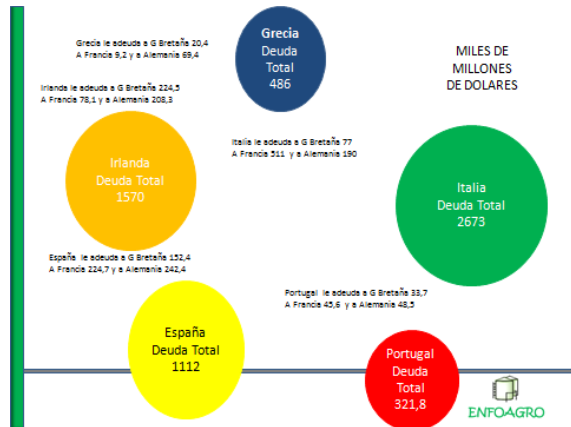 Grecia
Deuda
Total
486
Grecia le adeuda a G Bretaña 20,4
A Francia 9,2 y a Alemania 69,4
MILES DE
MILLONES
DE DOLARES
Irlanda le adeuda a G Bretaña 224,5
A Francia 78,1 y a Alemania 208,3
Irlanda
Deuda Total
1570
Italia le adeuda a G Bretaña 77
A Francia 511 y a Alemania 190
Italia
Deuda Total
2673
España le adeuda a G Bretaña 152,4
A Francia 224,7 y a Alemania 242,4
España
Deuda Total
1112
Portugal le adeuda a G Bretaña 33,7
A Francia 45,6 y a Alemania 48,5
Portugal
Deuda
Total
321,8
ENFOAGRO